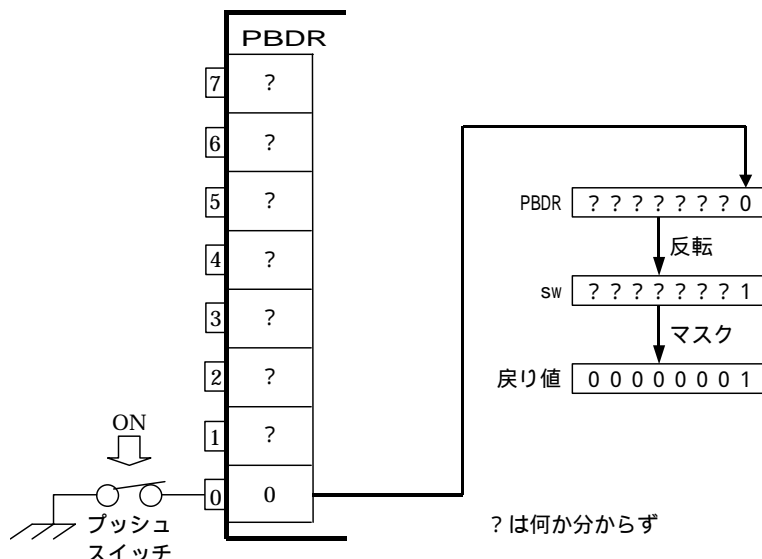 PBDR
7 ?
6 ?
5 ?
4 ?
3 ?
2 ?
1 ?
0 0
ON
プッシュ
スイッチ
PBDR ? ? ? ? ? ? ? 0
反転
sw ? ? ? ? ? ? ? 1
マスク
戻り値 0 0 0 0 0 0 0 1
?は何か分からず